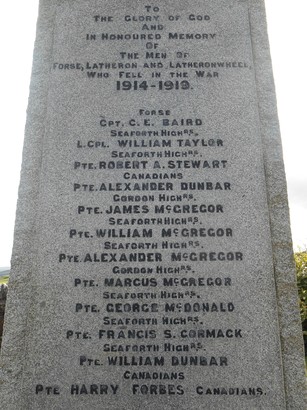 To
The Glory of God
And
In Honoured Memory
Of
The Men of
Forse, Latheron and Latheronwheel
Who Fell in the War
1914-1919.
Forse
Cpt. C. E. Baird
Seaforth Highrs.
L.Cpl. William Taylor
Seaforth Highrs.
Pte. Robert A. Stewart
Canadians
Pte. Alexander Dunbar
Gordon Highrs.
Pte. James McGregor
Seaforth Highrs.
Pte. William McGregor
Seaforth Highrs.
Pte. Alexander McGregor
Gordon Highrs.
Pte. Marcus McGregor
Seaforth Highrs.
Pte. George McDonald
Seaforth Highrs.
Pte. Francis S. Cormack
Seaforth Highrs.
Pte. William Dunbar
Canadians
Pte Harry Forbes Canadians.